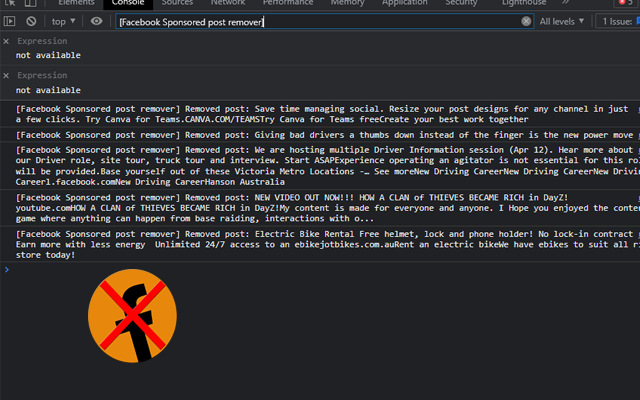 Elements Console Sources Network Performance Memory Application Security Lighthouse 5
top [Facebook Sponsored post remover] All levels 1 Issue:
Expression
not available
Expression
not available
[Facebook Sponsored post remover] Removed post: Save time managing social. Resize your post designs for any channel in just
a few clicks. Try Canva for Teams.CANVA.COM/TEAMSTry Canva for Teams freeCreate your best work together
[Facebook Sponsored post remover] Removed post: Giving bad drivers a thumbs down instead of the finger is the new power move
[Facebook Sponsored post remover] Removed post: We are hosting multiple Driver Information session (Apr 12). Hear more about
our Driver role, site tour, truck tour and interview. Start ASAPExperience operating an agitator is not essential for this rol
will be provided.Base yourself out of these Victoria Metro Locations -… See moreNew Driving CareerNew Driving CareerNew Drivin
Career1.facebook.comNew Driving CareerHanson Australia
[Facebook Sponsored post remover] Removed post: NEW VIDEO OUT NOW!!! HOW A CLAN of THIEVES BECAME RICH in DayZ!
youtube.comHOW A CLAN of THIEVES BECAME RICH in DayZ!My content is made for everyone and anyone. I Hope you enjoyed the conten
game where anything can happen from base raiding, interactions with o...
[Facebook Sponsored post remover] Removed post: Electric Bike Rental Free helmet, lock and phone holder! No lock-in contract
Earn more with less energy Unlimited 24/7 access to an ebikejotbikes.com.auRent an electric bikeWe have ebikes to suit all ri
store today!
f